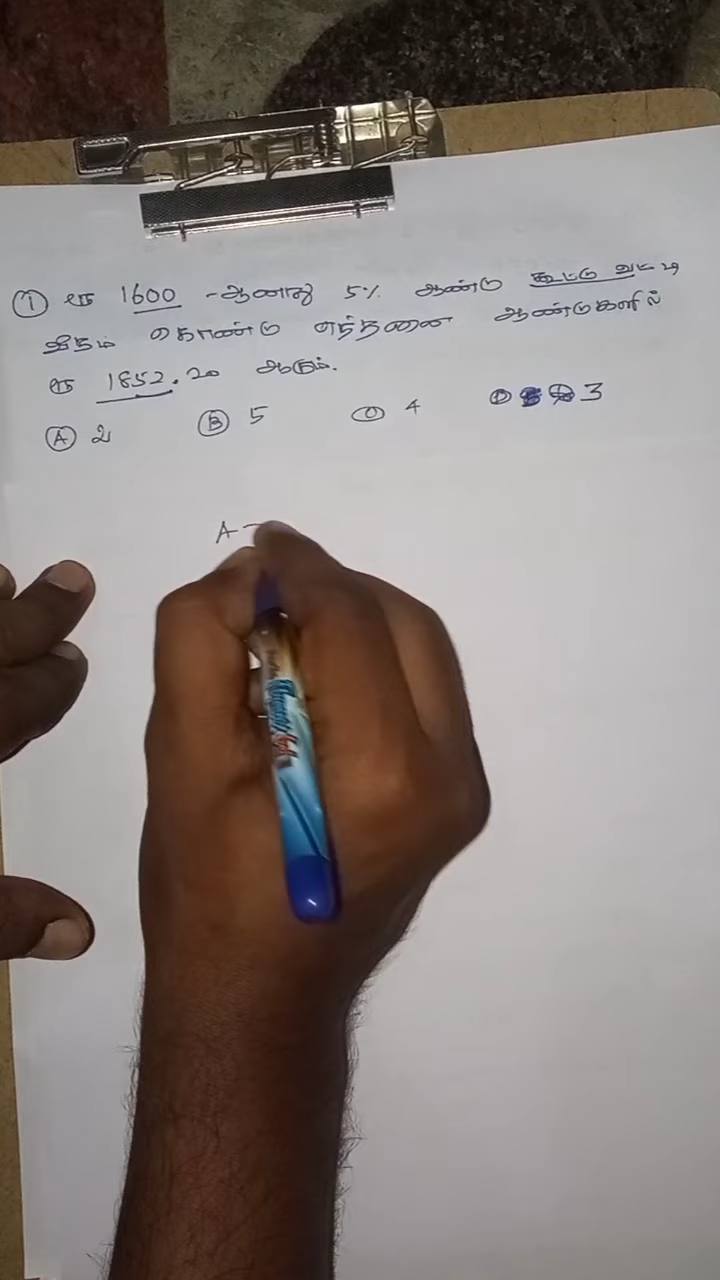 ① ரூ 1600 -ஆனது 5% ஆண்டு கூட்டு வட்டி
வீதம் கொண்டு எத்தனை ஆண்டுகளில்
ரூ 1852.20 ஆகும்.
Ⓐ 2 Ⓑ 5 Ⓒ 4 Ⓓ 3
A